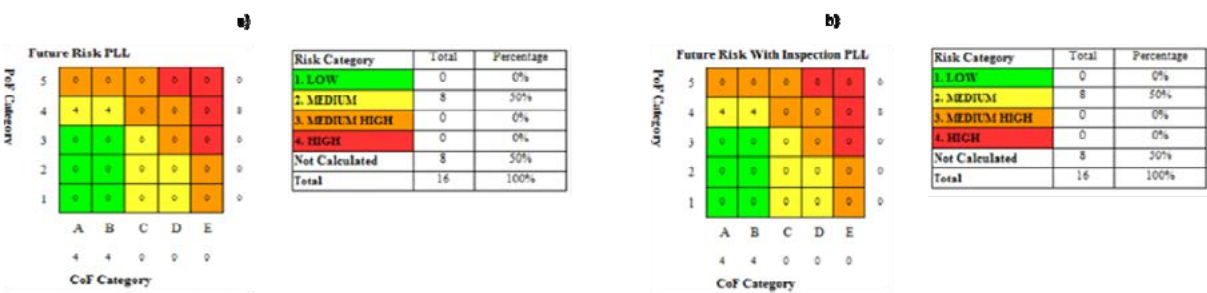 a)
Future Risk PLL
PoF Category
5 0 0 0 0 0 0
4 4 4 0 0 0 8
3 0 0 0 0 0 0
2 0 0 0 0 0 0
1 0 0 0 0 0 0
A B C D E
4 4 0 0 0
CoF Category
Risk Category Total Percentage
1. LOW 0 0%
2. MEDIUM 8 50%
3. MEDIUM HIGH 0 0%
4. HIGH 0 0%
Not Calculated 8 50%
Total 16 100%
b)
Future Risk With Inspection PLL
PoF Category
5 0 0 0 0 0 0
4 4 4 0 0 0 8
3 0 0 0 0 0 0
2 0 0 0 0 0 0
1 0 0 0 0 0 0
A B C D E
4 4 0 0 0
CoF Category
Risk Category Total Percentage
1. LOW 0 0%
2. MEDIUM 8 50%
3. MEDIUM HIGH 0 0%
4. HIGH 0 0%
Not Calculated 8 50%
Total 16 100%